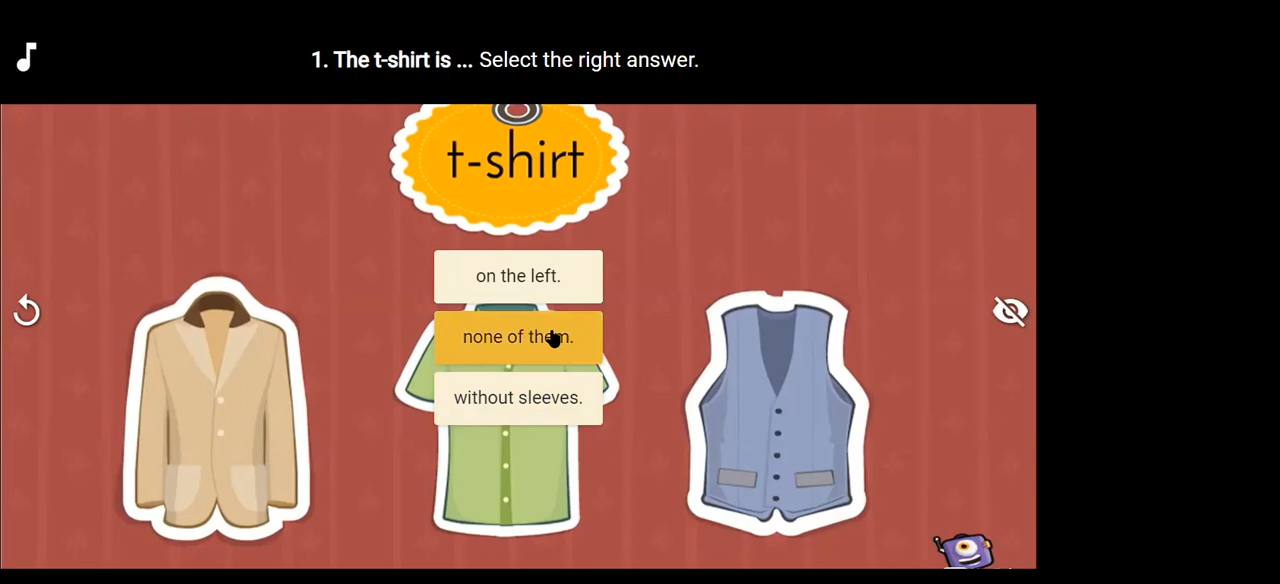 1. The t-shirt is ... Select the right answer.
t-shirt
on the left.
none of them.
without sleeves.